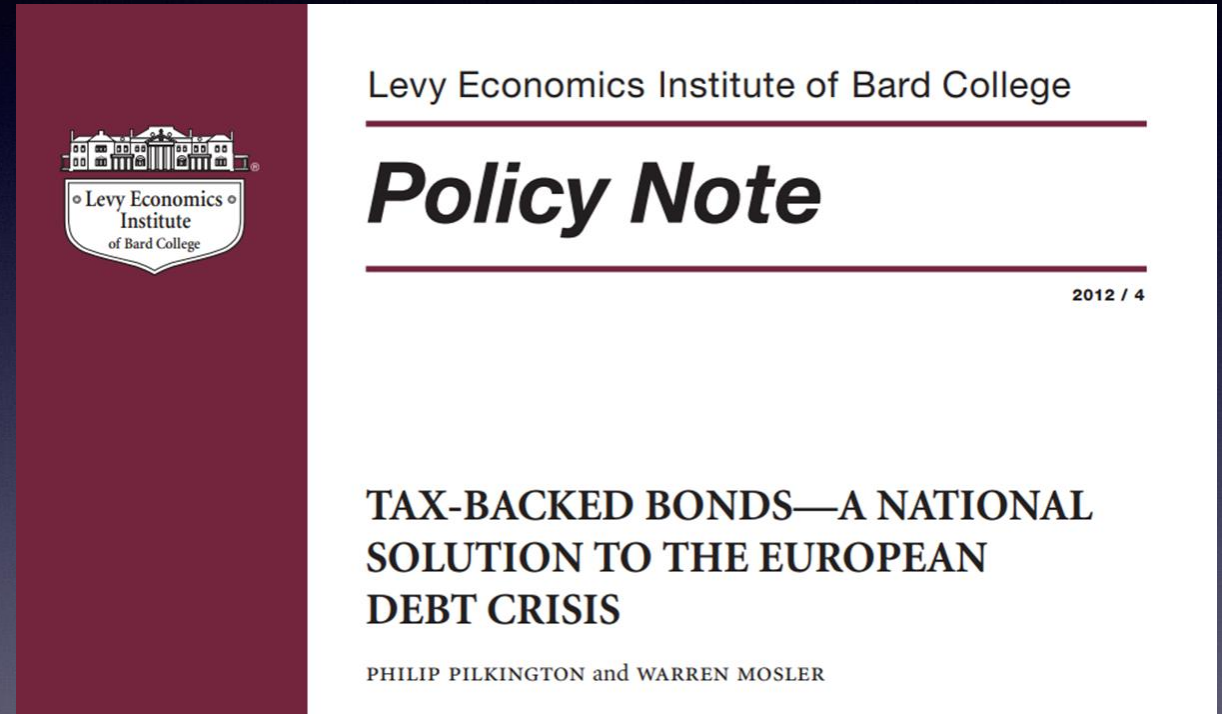 Levy Economics Institute of Bard College
Policy Note
2012 / 4
Levy Economics
Institute
of Bard College
®
TAX-BACKED BONDS—A NATIONAL
SOLUTION TO THE EUROPEAN
DEBT CRISIS
PHILIP PILKINGTON and WARREN MOSLER